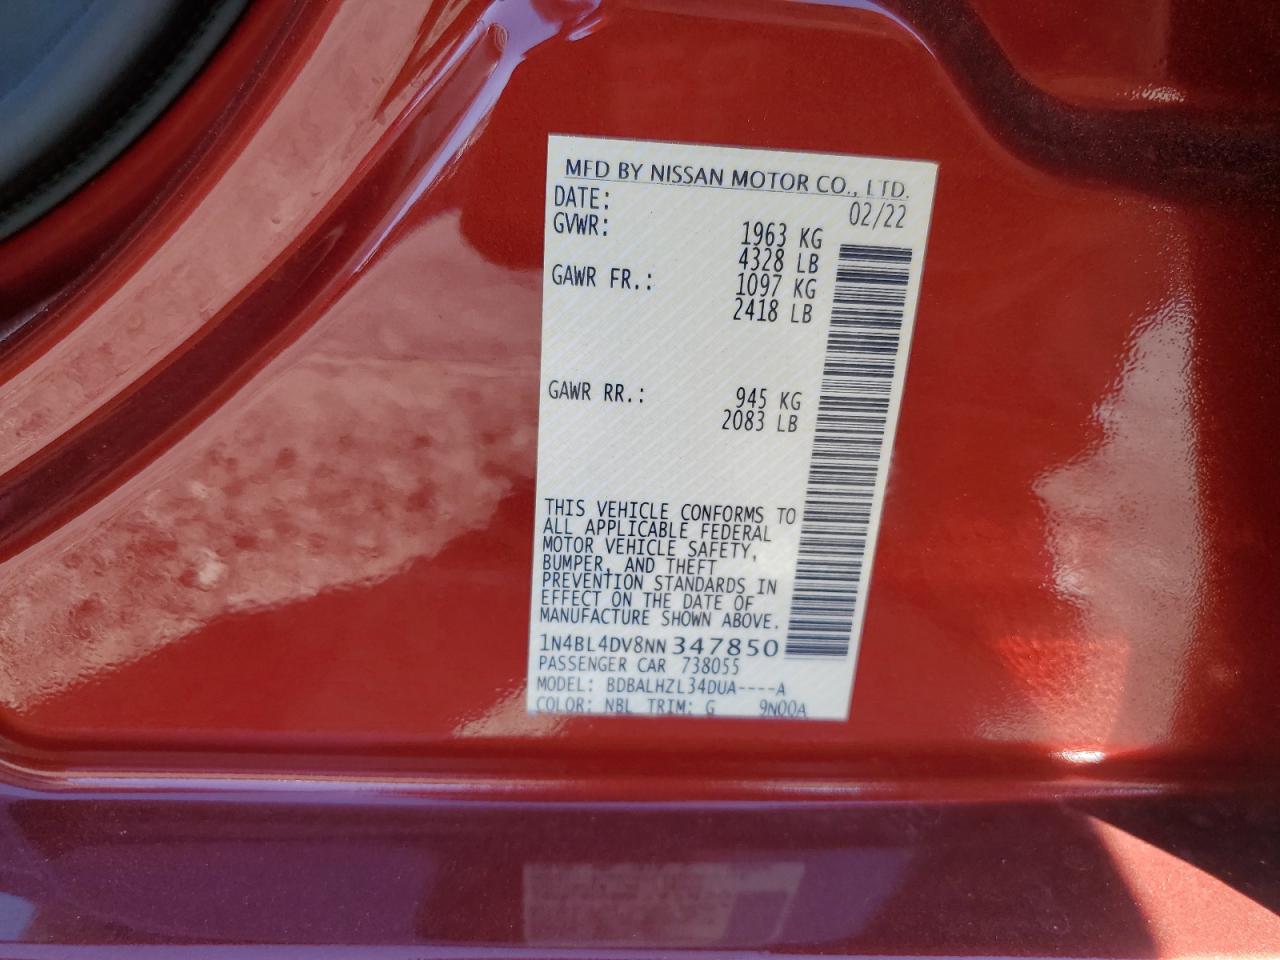 MFD BY NISSAN MOTOR CO., LTD.
DATE: 02/22
GVWR: 1963 KG
4328 LB
GAWR FR.: 1097 KG
2418 LB
GAWR RR.: 945 KG
2083 LB
THIS VEHICLE CONFORMS TO
ALL APPLICABLE FEDERAL
MOTOR VEHICLE SAFETY,
BUMPER, AND THEFT
PREVENTION STANDARDS IN
EFFECT ON THE DATE OF
MANUFACTURE SHOWN ABOVE.
1N4BL4DV8NN347850
PASSENGER CAR 738055
MODEL: BDBALHZL34DUA----A
COLOR: NBL TRIM: G 9N00A